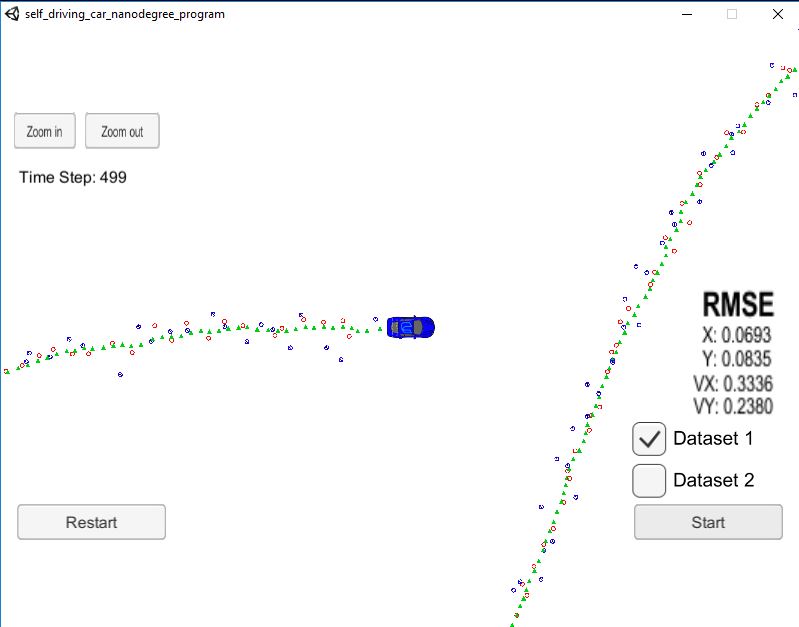 self_driving_car_nanodegree_program
Zoom in
Zoom out
Time Step: 499
RMSE
X: 0.0693
Y: 0.0835
VX: 0.3336
VY: 0.2380
Dataset 1
Dataset 2
Restart
Start